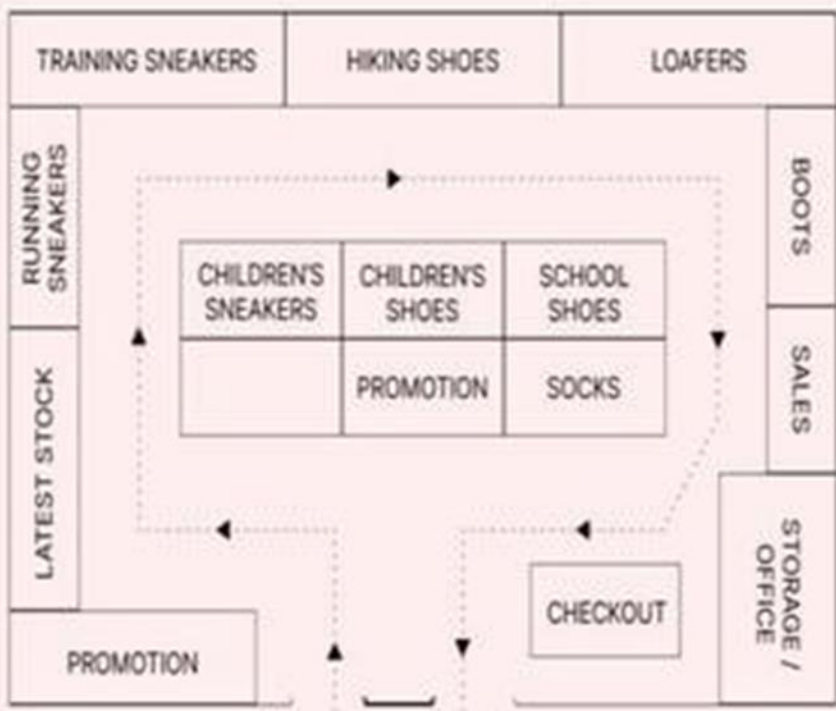 TRAINING SNEAKERS
HIKING SHOES
LOAFERS
RUNNING
SNEAKERS
BOOTS
CHILDREN'S
SNEAKERS
CHILDREN'S
SHOES
SCHOOL
SHOES
PROMOTION
SOCKS
LATEST STOCK
SALES
STORAGE /
OFFICE
CHECKOUT
PROMOTION